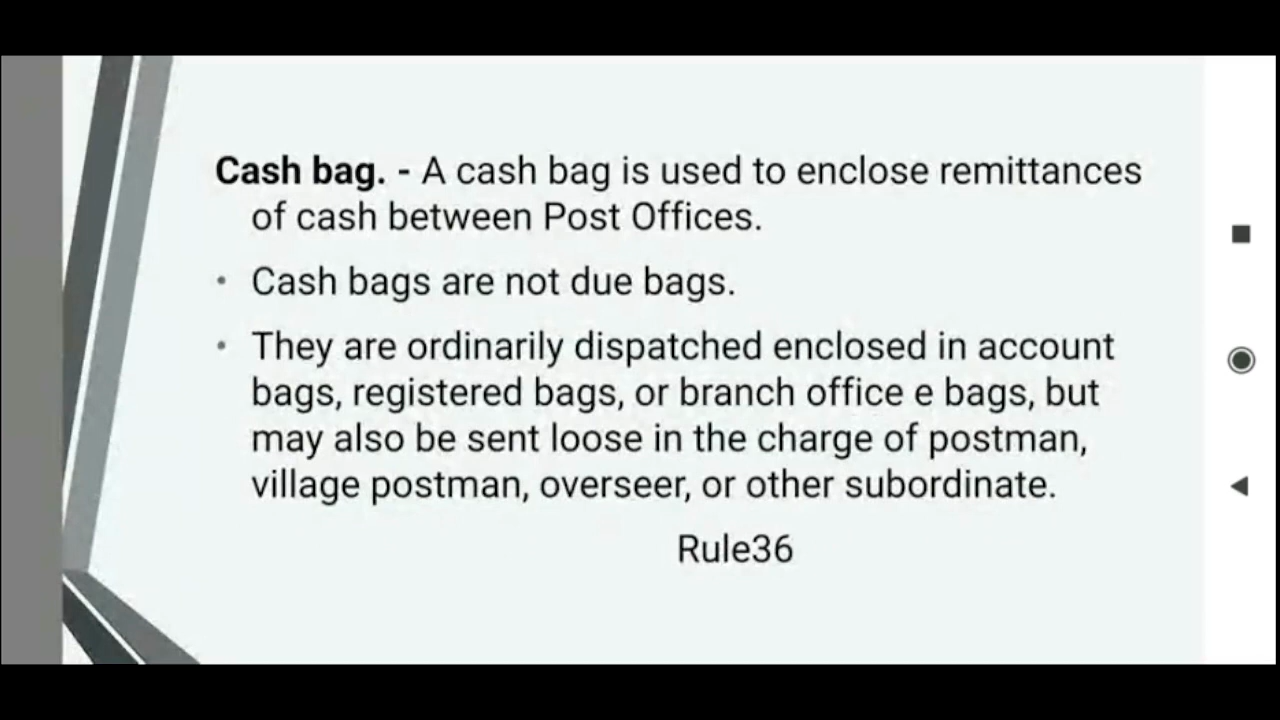 Cash bag. - A cash bag is used to enclose remittances
of cash between Post Offices.
• Cash bags are not due bags.
• They are ordinarily dispatched enclosed in account
bags, registered bags, or branch office e bags, but
may also be sent loose in the charge of postman,
village postman, overseer, or other subordinate.
Rule36